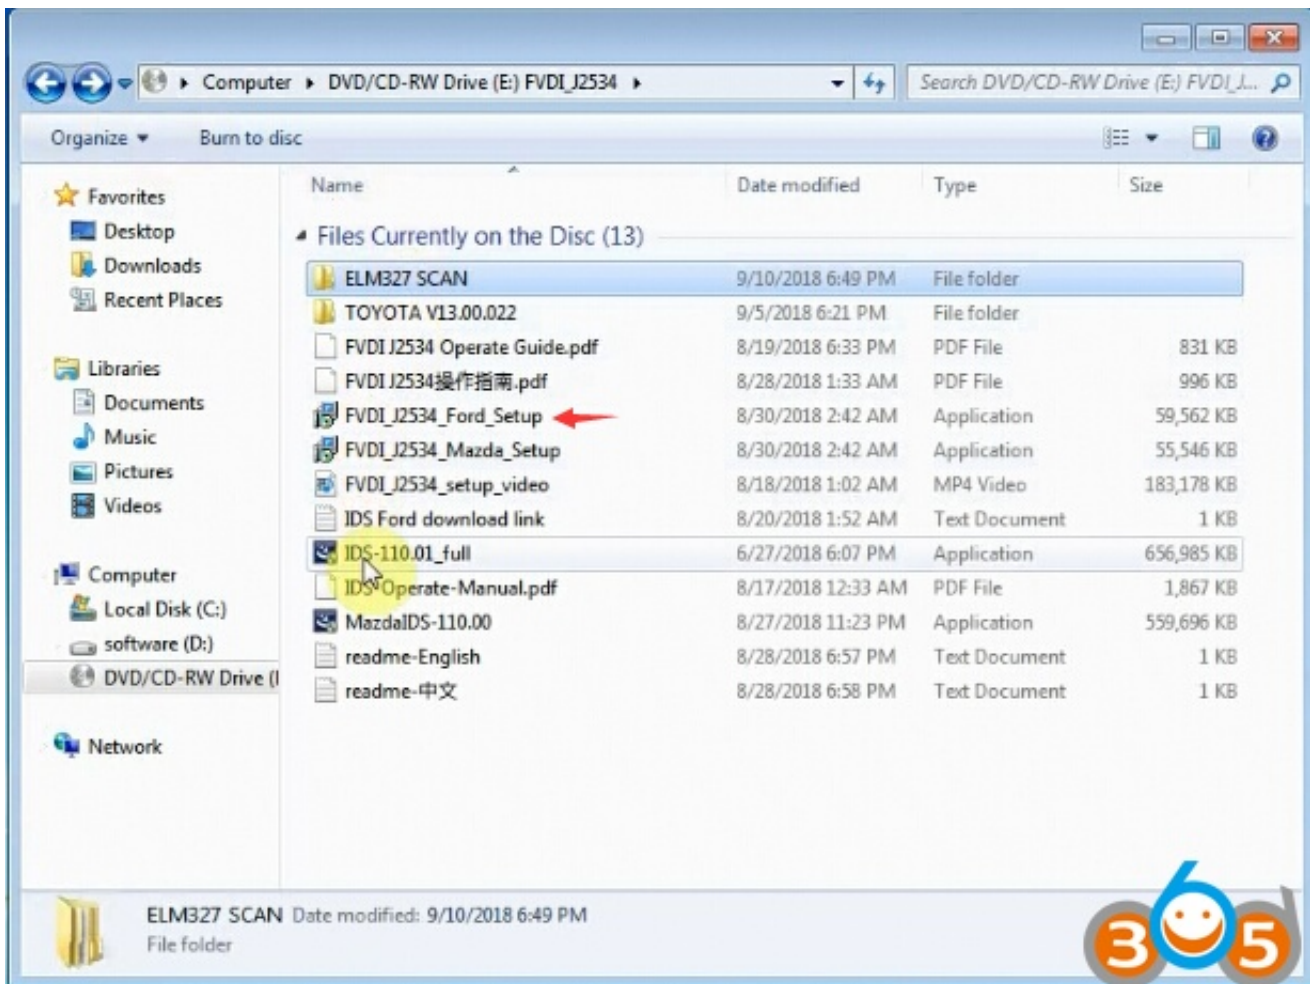 Computer ▸ DVD/CD-RW Drive (E:) FVDI_J2534 ▸
Search DVD/CD-RW Drive (E:) FVDI_J...
Organize Burn to disc
Name Date modified Type Size
Favorites
Desktop
Downloads
Recent Places
Libraries
Documents
Music
Pictures
Videos
Computer
Local Disk (C:)
software (D:)
DVD/CD-RW Drive (
Network
Files Currently on the Disc (13)
ELM327 SCAN 9/10/2018 6:49 PM File folder
TOYOTA V13.00.022 9/5/2018 6:21 PM File folder
FVDI J2534 Operate Guide.pdf 8/19/2018 6:33 PM PDF File 831 KB
FVDI J2534操作指南.pdf 8/28/2018 1:33 AM PDF File 996 KB
FVDI_J2534_Ford_Setup 8/30/2018 2:42 AM Application 59,562 KB
FVDI_J2534_Mazda_Setup 8/30/2018 2:42 AM Application 55,546 KB
FVDI_J2534_setup_video 8/18/2018 1:02 AM MP4 Video 183,178 KB
IDS Ford download link 8/20/2018 1:52 AM Text Document 1 KB
IDS-110.01_full 6/27/2018 6:07 PM Application 656,985 KB
IDS-Operate-Manual.pdf 8/17/2018 12:33 AM PDF File 1,867 KB
MazdaIDS-110.00 8/27/2018 11:23 PM Application 559,696 KB
readme-English 8/28/2018 6:57 PM Text Document 1 KB
readme-中文 8/28/2018 6:58 PM Text Document 1 KB
ELM327 SCAN Date modified: 9/10/2018 6:49 PM
File folder
365d